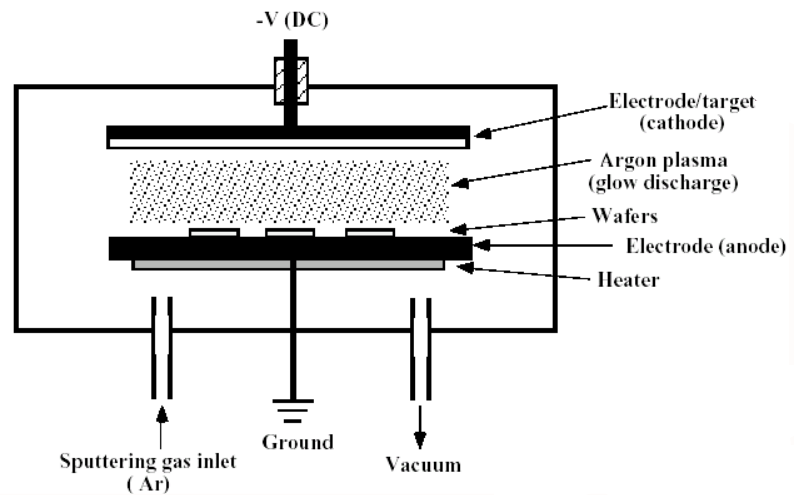 -V (DC)
Electrode/target
(cathode)
Argon plasma
(glow discharge)
Wafers
Electrode (anode)
Heater
Ground
Sputtering gas inlet
( Ar)
Vacuum